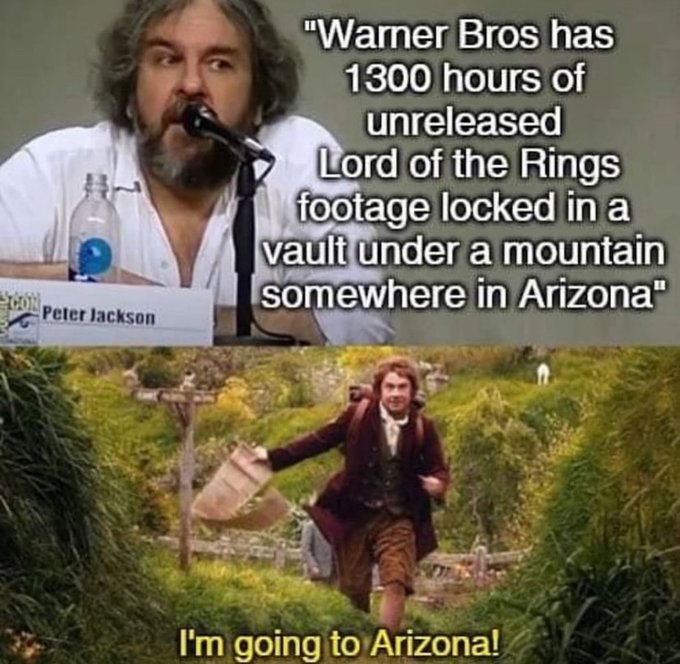 "Warner Bros has
1300 hours of
unreleased
Lord of the Rings
footage locked in a
vault under a mountain
somewhere in Arizona"
CON
Peter Jackson
I'm going to Arizona!